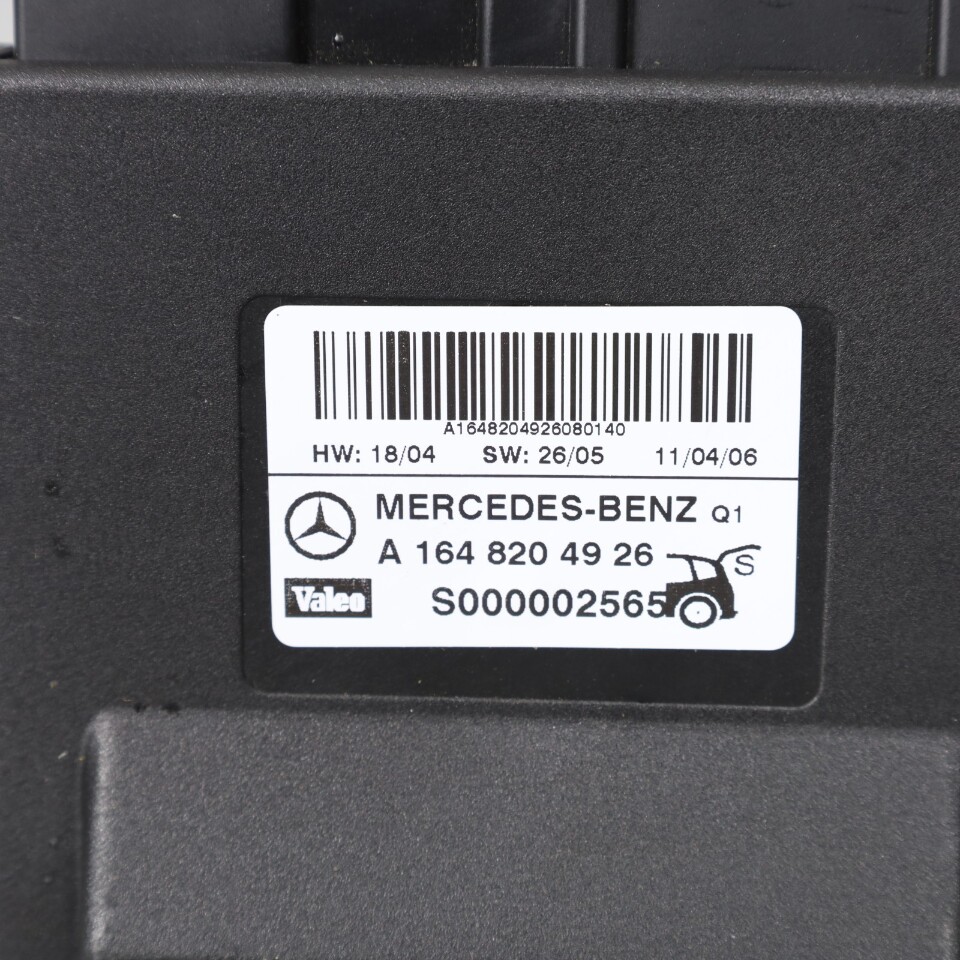 A1648204926080140
HW: 18/04 SW: 26/05 11/04/06
MERCEDES-BENZ Q1
A 164 820 49 26
S
Valeo S000002565